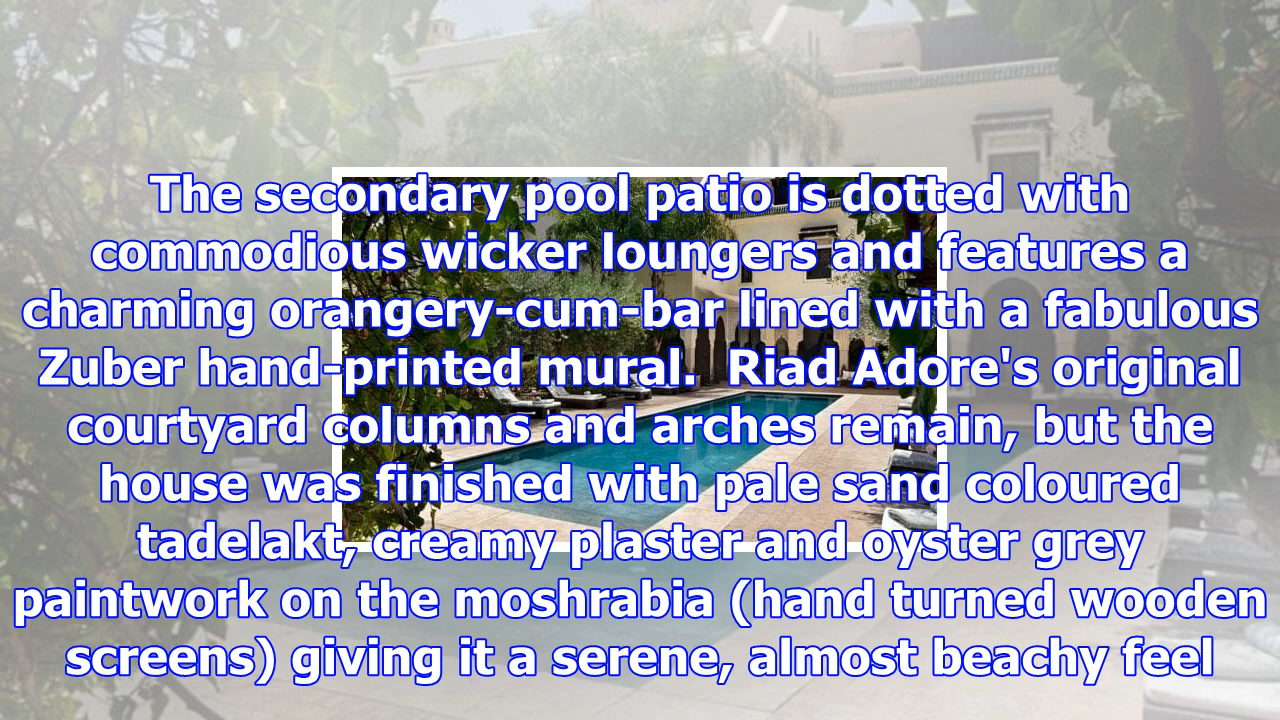 The secondary pool patio is dotted with
commodious wicker loungers and features a
charming orangery-cum-bar lined with a fabulous
Zuber hand-printed mural.  Riad Adore's original
courtyard columns and arches remain, but the
house was finished with pale sand coloured
tadelakt, creamy plaster and oyster grey
paintwork on the moshrabia (hand turned wooden
screens) giving it a serene, almost beachy feel